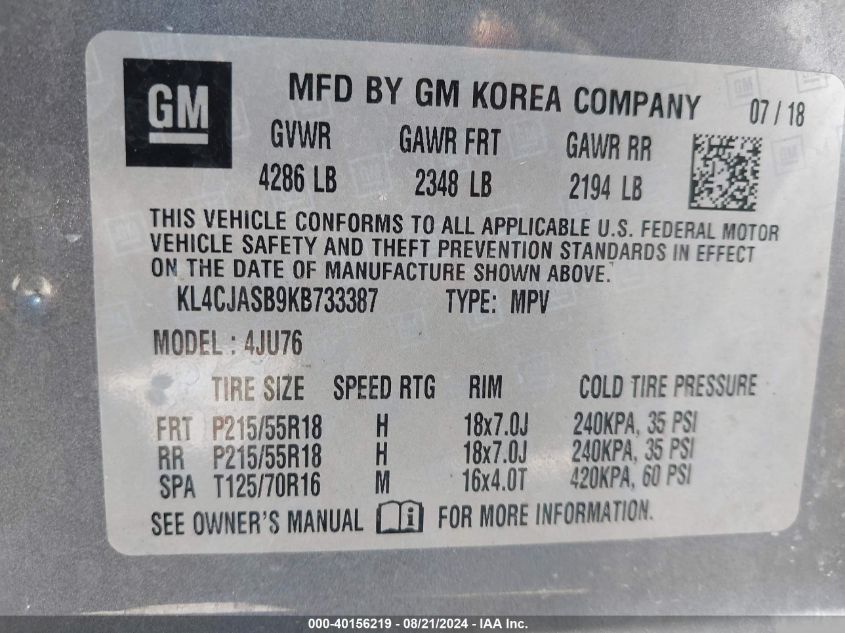 GM
MFD BY GM KOREA COMPANY 07 / 18
GVWR GAWR FRT GAWR RR
4286 LB 2348 LB 2194 LB
THIS VEHICLE CONFORMS TO ALL APPLICABLE U.S. FEDERAL MOTOR
VEHICLE SAFETY AND THEFT PREVENTION STANDARDS IN EFFECT
ON THE DATE OF MANUFACTURE SHOWN ABOVE.
KL4CJASB9KB733387 TYPE: MPV
MODEL : 4JU76
TIRE SIZE SPEED RTG RIM COLD TIRE PRESSURE
FRT P215/55R18 H 18x7.0J 240KPA, 35 PSI
RR P215/55R18 H 18x7.0J 240KPA, 35 PSI
SPA T125/70R16 M 16x4.0T 420KPA, 60 PSI
SEE OWNER'S MANUAL i FOR MORE INFORMATION.
000-40156219 - 08/21/2024 - IAA Inc.